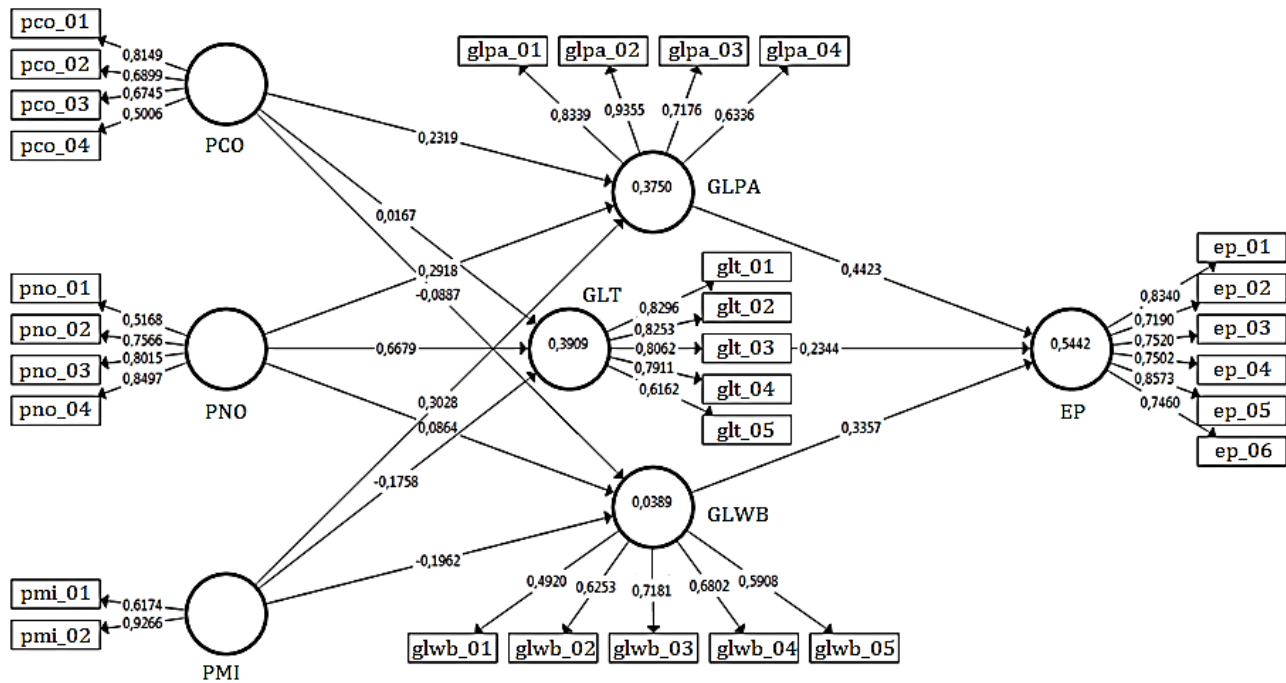 pco_01
pco_02
pco_03
pco_04
0,8149
0,6899
0,6745
0,5006
PCO
glpa_01
glpa_02
glpa_03
glpa_04
0,8339
0,9355
0,7176
0,6336
0,3750
GLPA
0,2319
0,0167
-0,0887
pno_01
pno_02
pno_03
pno_04
0,5168
0,7566
0,8015
0,8497
PNO
0,2918
0,6679
0,0864
GLT
0,3909
glt_01
glt_02
glt_03
glt_04
glt_05
0,8296
0,8253
0,8062
0,7911
0,6162
0,4423
0,2344
0,3357
0,5442
EP
ep_01
ep_02
ep_03
ep_04
ep_05
ep_06
0,8340
0,7190
0,7520
0,7502
0,8573
0,7460
0,3028
-0,1758
-0,1962
pmi_01
pmi_02
0,6174
0,9266
PMI
0,0389
GLWB
0,4920
0,6253
0,7181
0,6802
0,5908
glwb_01
glwb_02
glwb_03
glwb_04
glwb_05